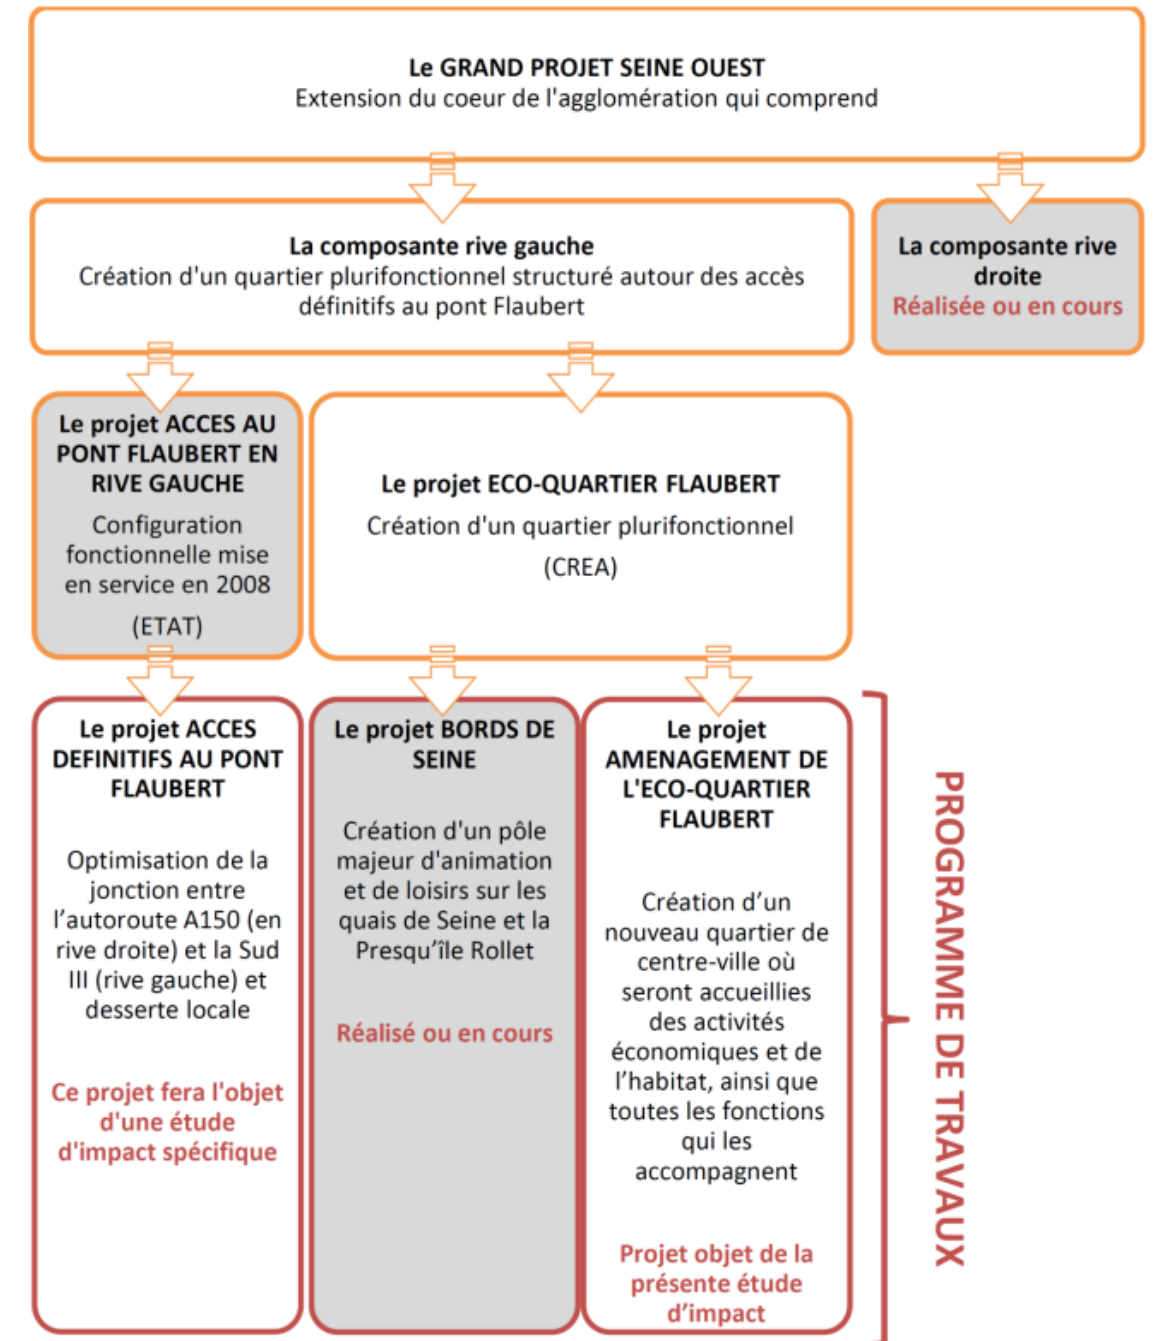 Le GRAND PROJET SEINE OUEST
Extension du coeur de l'agglomération qui comprend
La composante rive gauche
Création d'un quartier plurifonctionnel structuré autour des accès
définitifs au pont Flaubert
La composante rive
droite
Réalisée ou en cours
Le projet ACCES AU
PONT FLAUBERT EN
RIVE GAUCHE
Configuration
fonctionnelle mise
en service en 2008
(ETAT)
Le projet ECO-QUARTIER FLAUBERT
Création d'un quartier plurifonctionnel
(CREA)
Le projet ACCES
DEFINITIFS AU PONT
FLAUBERT
Optimisation de la
jonction entre
l’autoroute A150 (en
rive droite) et la Sud
III (rive gauche) et
desserte locale
Ce projet fera l'objet
d'une étude
d'impact spécifique
Le projet BORDS DE
SEINE
Création d'un pôle
majeur d'animation
et de loisirs sur les
quais de Seine et la
Presqu’île Rollet
Réalisé ou en cours
Le projet
AMENAGEMENT DE
L'ECO-QUARTIER
FLAUBERT
Création d’un
nouveau quartier de
centre-ville où
seront accueillies
des activités
économiques et de
l’habitat, ainsi que
toutes les fonctions
qui les
accompagnent
Projet objet de la
présente étude
d’impact
PROGRAMME DE TRAVAUX